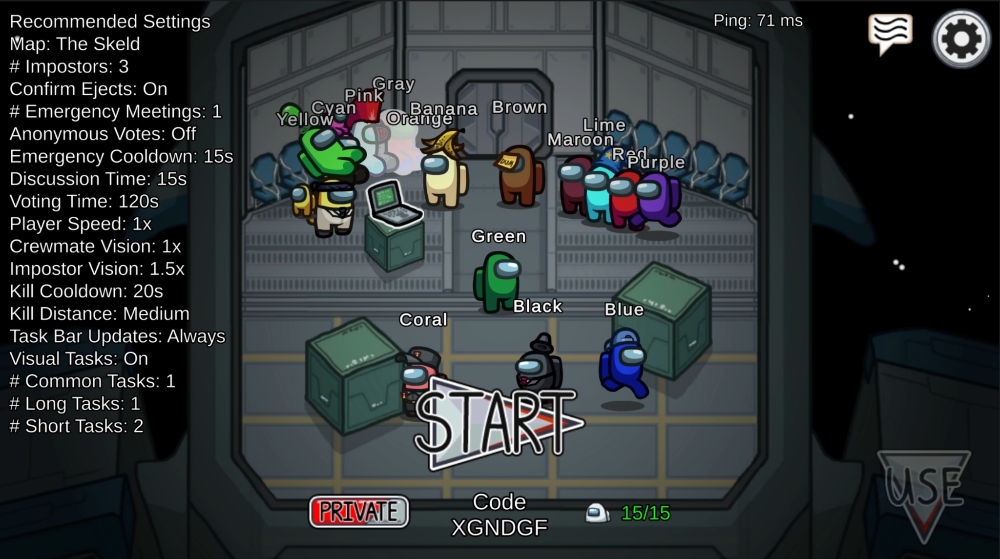 Recommended Settings
Map: The Skeld
# Impostors: 3
Confirm Ejects: On
# Emergency Meetings: 1
Anonymous Votes: Off
Emergency Cooldown: 15s
Discussion Time: 15s
Voting Time: 120s
Player Speed: 1x
Crewmate Vision: 1x
Impostor Vision: 1.5x
Kill Cooldown: 20s
Kill Distance: Medium
Task Bar Updates: Always
Visual Tasks: On
# Common Tasks: 1
# Long Tasks: 1
# Short Tasks: 2
Ping: 71 ms
Gray
Pink
Cyan
Yellow
Banana
Orange
Brown
Lime
Maroon
Red
Purple
DUM
Green
Black
Blue
Coral
START
PRIVATE
Code
XGNDGF
15/15
USE